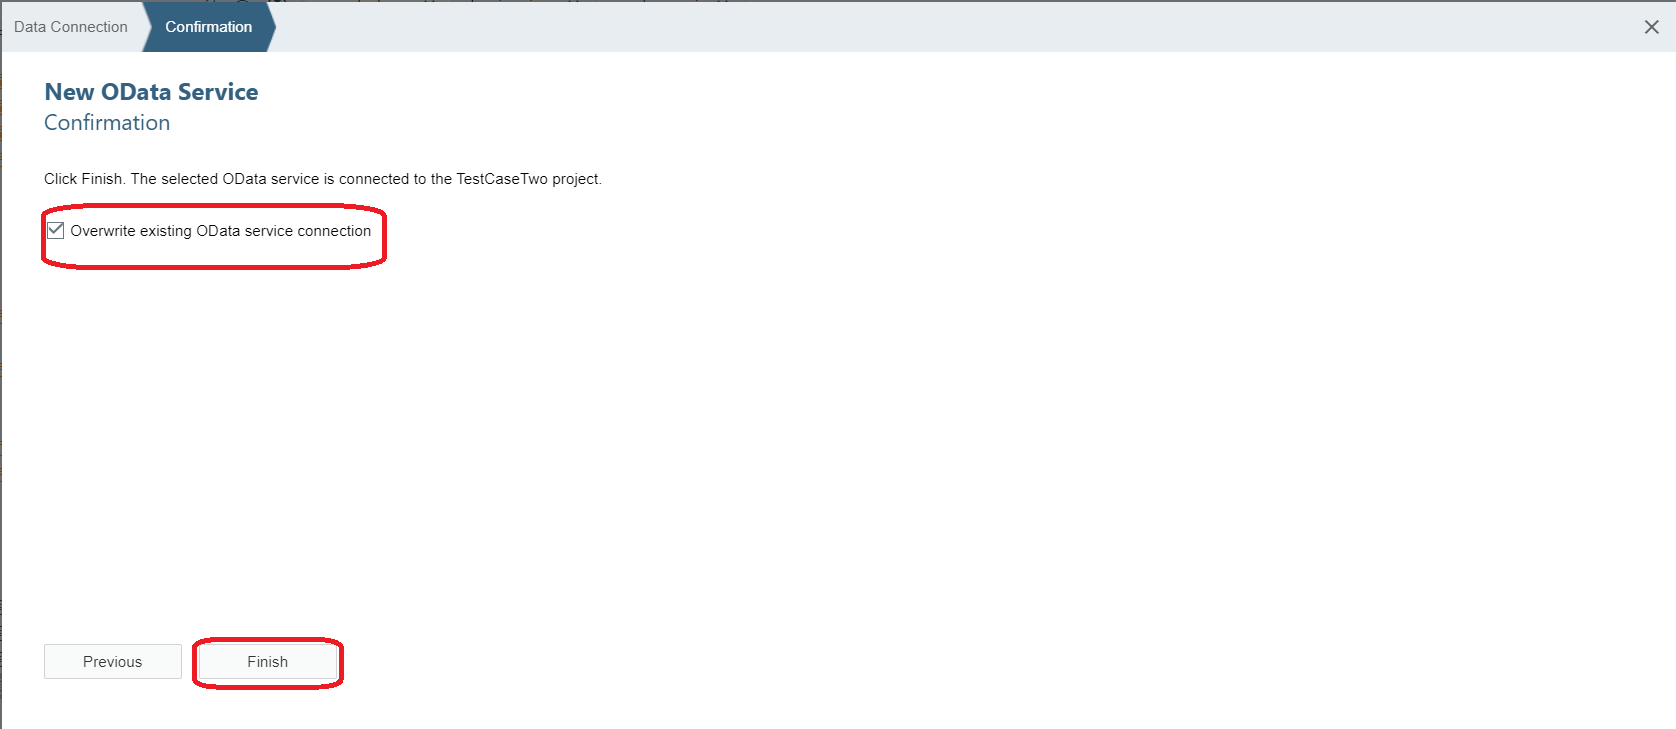 Data Connection
Confirmation
New OData Service
Confirmation
Click Finish. The selected OData service is connected to the TestCaseTwo project.
Overwrite existing OData service connection
Previous
Finish